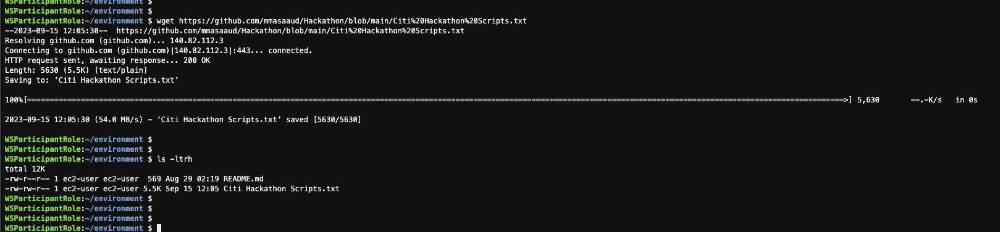 WSParticipantRole:~/environment $
WSParticipantRole:~/environment $
WSParticipantRole:~/environment $ wget https://github.com/mmasaaud/Hackathon/blob/main/Citi%20Hackathon%20Scripts.txt
--2023-09-15 12:05:30--  https://github.com/mmasaaud/Hackathon/blob/main/Citi%20Hackathon%20Scripts.txt
Resolving github.com (github.com)... 140.82.112.3
Connecting to github.com (github.com)|140.82.112.3|:443... connected.
HTTP request sent, awaiting response... 200 OK
Length: 5630 (5.5K) [text/plain]
Saving to: ‘Citi Hackathon Scripts.txt’
100%[=======================================================================================================================================================================================>] 5,630       --.-K/s   in 0s
2023-09-15 12:05:30 (54.0 MB/s) - ‘Citi Hackathon Scripts.txt’ saved [5630/5630]
WSParticipantRole:~/environment $
WSParticipantRole:~/environment $
WSParticipantRole:~/environment $ ls -ltrh
total 12K
-rw-r--r-- 1 ec2-user ec2-user  569 Aug 29 02:19 README.md
-rw-rw-r-- 1 ec2-user ec2-user 5.5K Sep 15 12:05 Citi Hackathon Scripts.txt
WSParticipantRole:~/environment $
WSParticipantRole:~/environment $
WSParticipantRole:~/environment $
WSParticipantRole:~/environment $